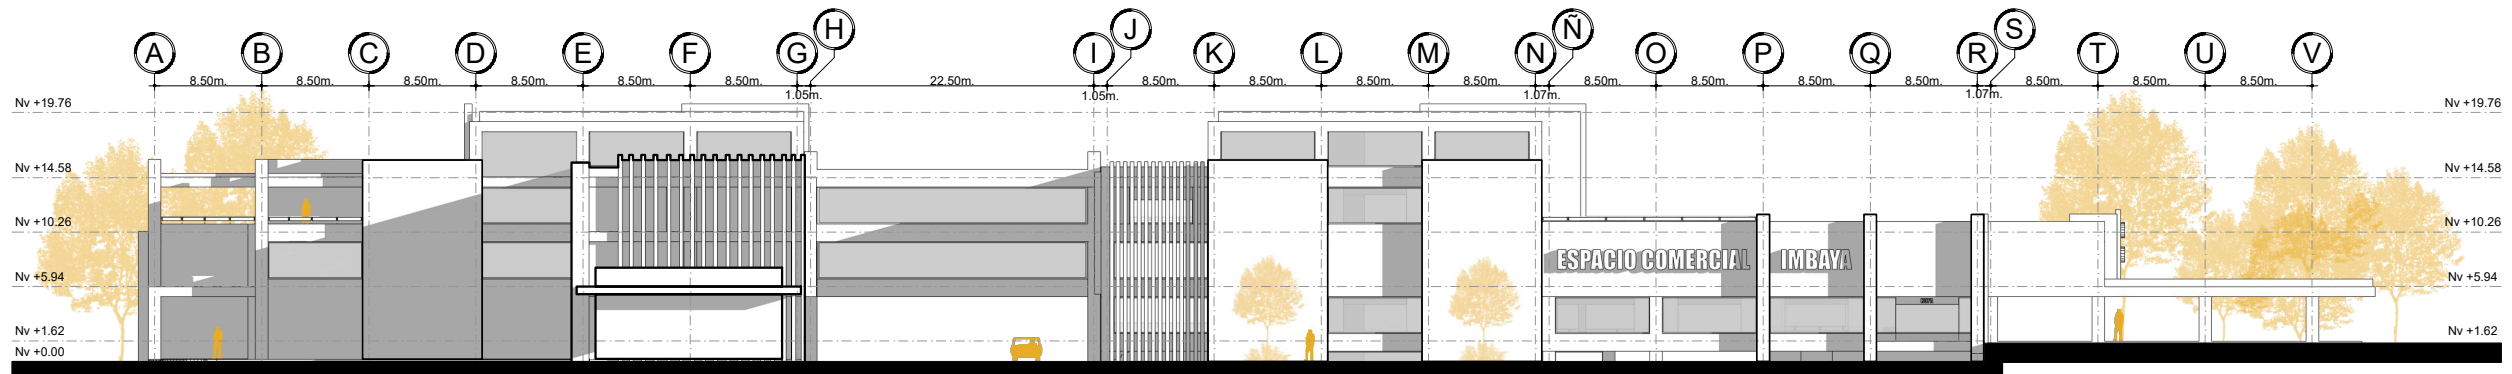 A B C D E F G H I J K L M N Ñ O P Q R S T U V
8.50m. 8.50m. 8.50m. 8.50m. 8.50m. 8.50m. 1.05m. 22.50m. 1.05m. 8.50m. 8.50m. 8.50m. 8.50m. 1.07m. 8.50m. 8.50m. 8.50m. 8.50m. 1.07m. 8.50m. 8.50m. 8.50m.
Nv +19.76 Nv +19.76
Nv +14.58 Nv +14.58
Nv +10.26 Nv +10.26
ESPACIO COMERCIAL IMBAYA
Nv +5.94 Nv +5.94
Nv +1.62 Nv +1.62
Nv +0.00